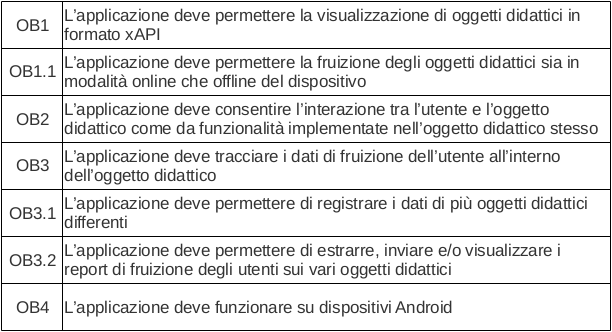 OB1 L'applicazione deve permettere la visualizzazione di oggetti didattici in
formato xAPI
OB1.1 L'applicazione deve permettere la fruizione degli oggetti didattici sia in
modalità online che offline del dispositivo
OB2 L'applicazione deve consentire l'interazione tra l'utente e l'oggetto
didattico come da funzionalità implementate nell'oggetto didattico stesso
OB3 L'applicazione deve tracciare i dati di fruizione dell'utente all'interno
dell'oggetto didattico
OB3.1 L'applicazione deve permettere di registrare i dati di più oggetti didattici
differenti
OB3.2 L'applicazione deve permettere di estrarre, inviare e/o visualizzare i
report di fruizione degli utenti sui vari oggetti didattici
OB4 L'applicazione deve funzionare su dispositivi Android